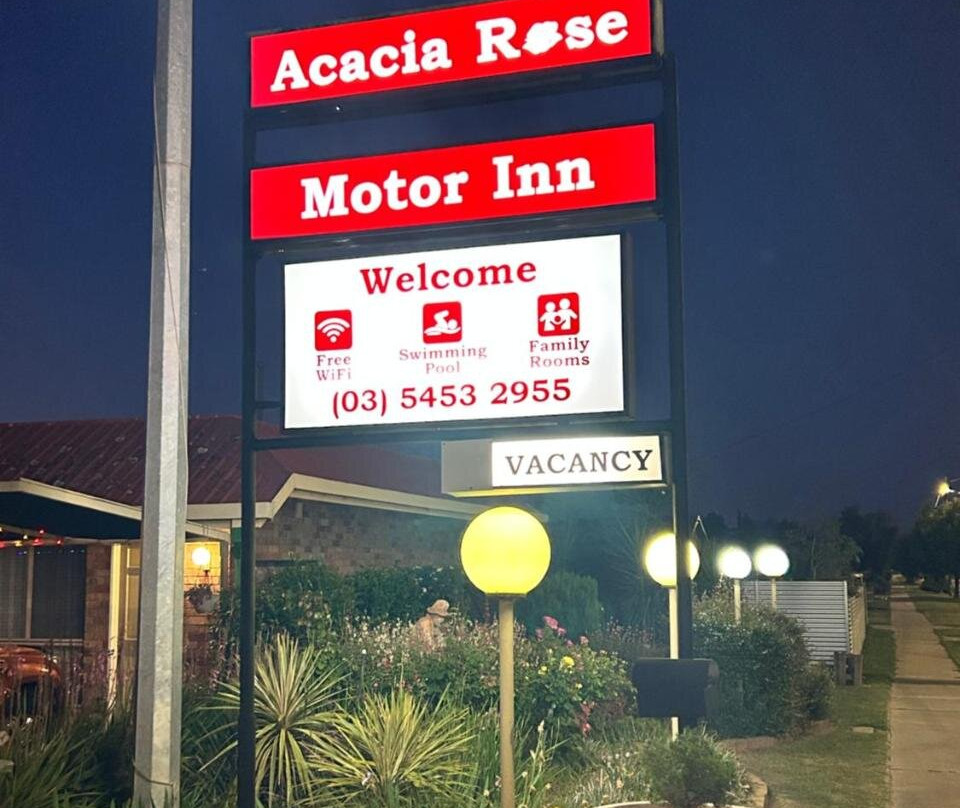 Acacia Rose
Motor Inn
Welcome
Free WiFi
Swimming Pool
Family Rooms
(03) 5453 2955
VACANCY